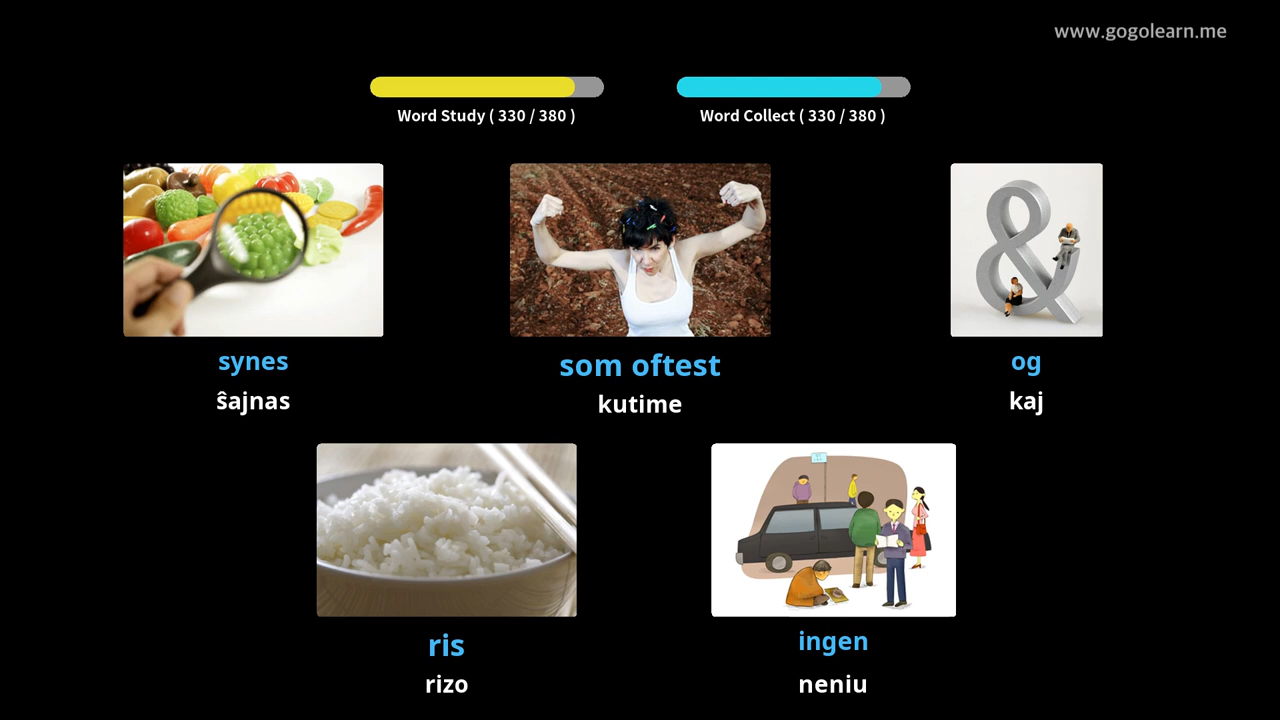 www.gogolearn.me
Word Study ( 330 / 380 )
Word Collect ( 330 / 380 )
synes
ŝajnas
som oftest
kutime
og
kaj
ris
rizo
ingen
neniu